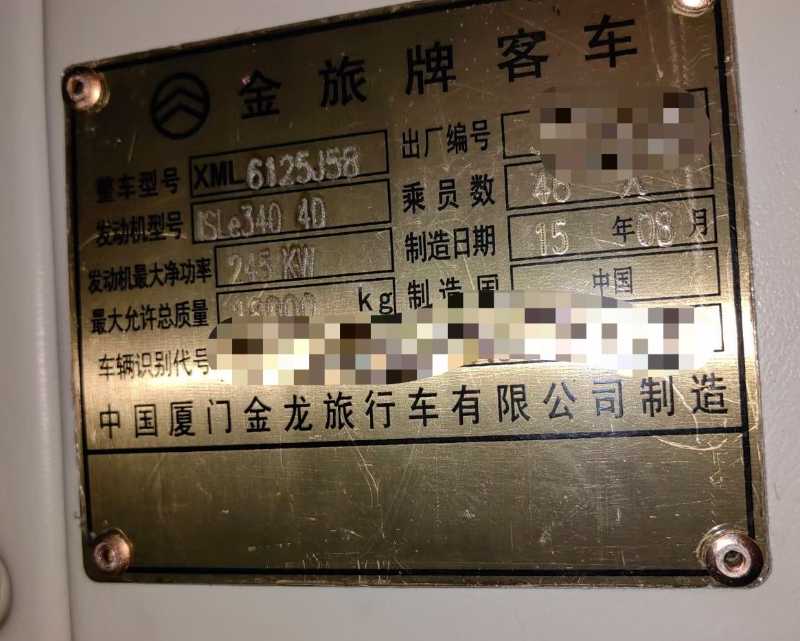 金旅牌客车
整车型号 XML 6125J58 出厂编号
发动机型号 ISLe340 40 乘员数 46 人
发动机最大净功率 245 KW 制造日期 15 年 08 月
最大允许总质量 18000 kg 制造国 中国
车辆识别代号
中国厦门金龙旅行车有限公司制造